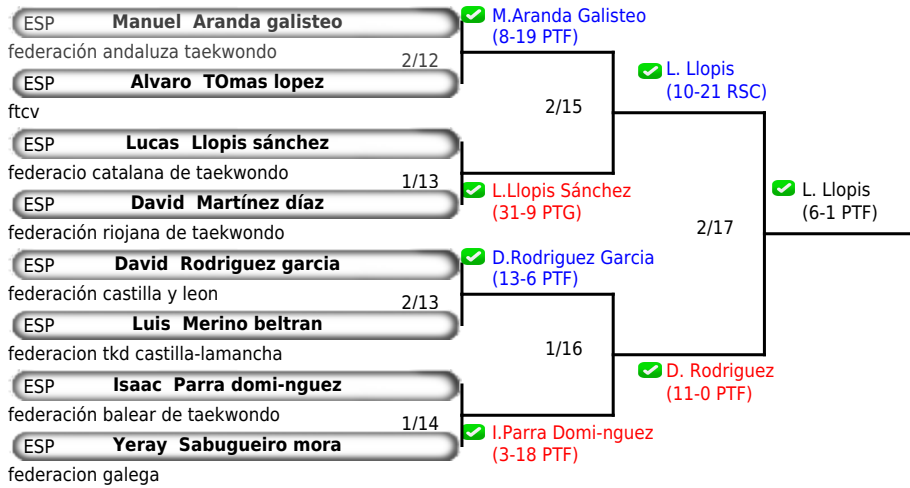 ESP Manuel Aranda galisteo
federación andaluza taekwondo
2/12
ESP Alvaro TOmas lopez
ftcv
ESP Lucas Llopis sánchez
federacio catalana de taekwondo
1/13
ESP David Martínez díaz
federación riojana de taekwondo
ESP David Rodriguez garcia
federación castilla y leon
2/13
ESP Luis Merino beltran
federacion tkd castilla-lamancha
ESP Isaac Parra domi-nguez
federación balear de taekwondo
1/14
ESP Yeray Sabugueiro mora
federacion galega
M.Aranda Galisteo
(8-19 PTF)
2/15
L.Llopis Sánchez
(31-9 PTG)
D.Rodriguez Garcia
(13-6 PTF)
1/16
I.Parra Domi-nguez
(3-18 PTF)
L. Llopis
(10-21 RSC)
2/17
D. Rodriguez
(11-0 PTF)
L. Llopis
(6-1 PTF)